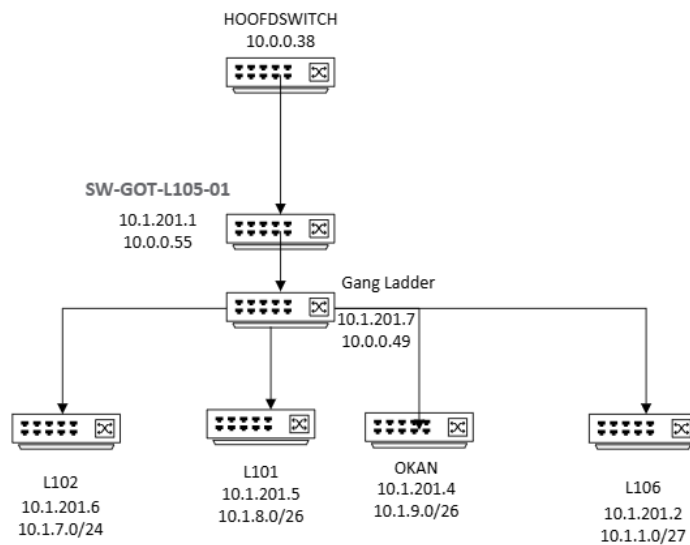 HOOFDSWITCH
10.0.0.38
SW-GOT-L105-01
10.1.201.1
10.0.0.55
Gang Ladder
10.1.201.7
10.0.0.49
L102
10.1.201.6
10.1.7.0/24
L101
10.1.201.5
10.1.8.0/26
OKAN
10.1.201.4
10.1.9.0/26
L106
10.1.201.2
10.1.1.0/27